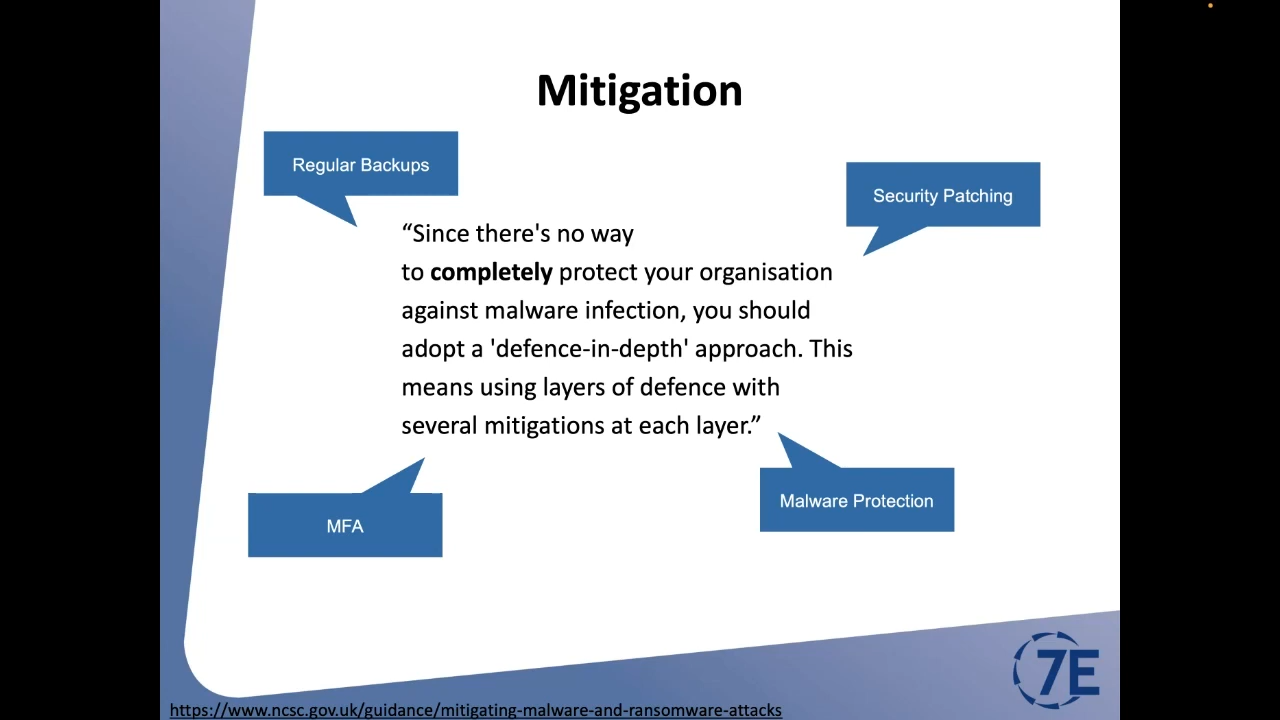 Mitigation
Regular Backups
Security Patching
“Since there's no way
to completely protect your organisation
against malware infection, you should
adopt a 'defence-in-depth' approach. This
means using layers of defence with
several mitigations at each layer.”
MFA
Malware Protection
7E
https://www.ncsc.gov.uk/guidance/mitigating-malware-and-ransomware-attacks